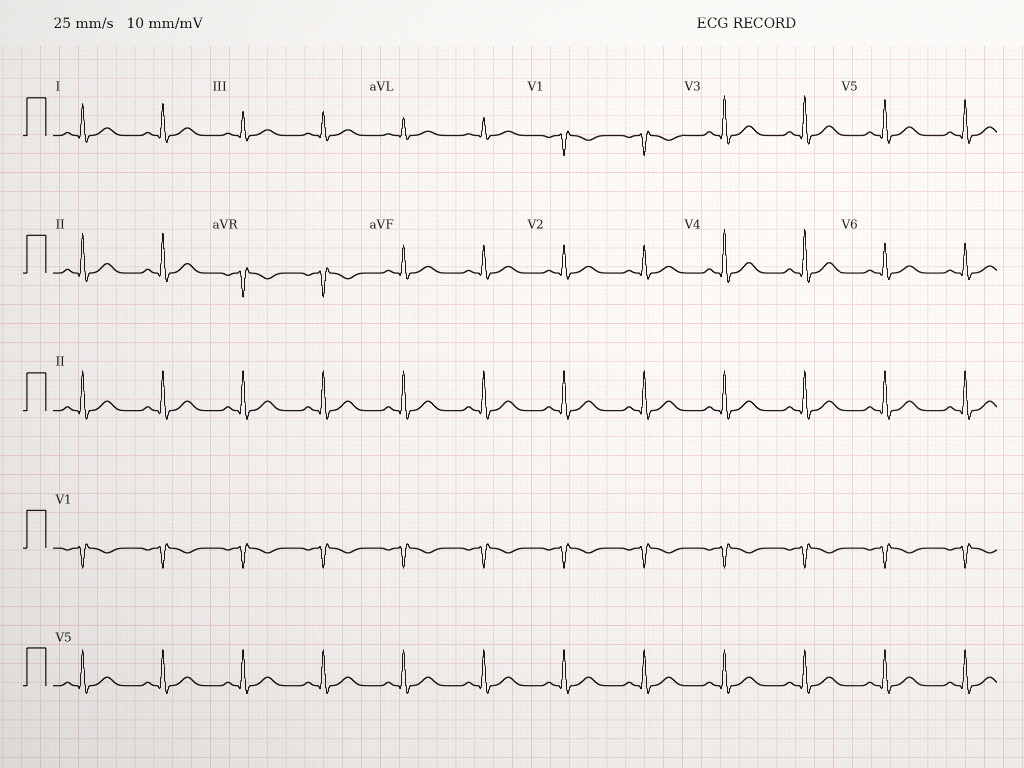 25 mm/s 10 mm/mV ECG RECORD
I III aVL V1 V3 V5
II aVR aVF V2 V4 V6
II
V1
V5